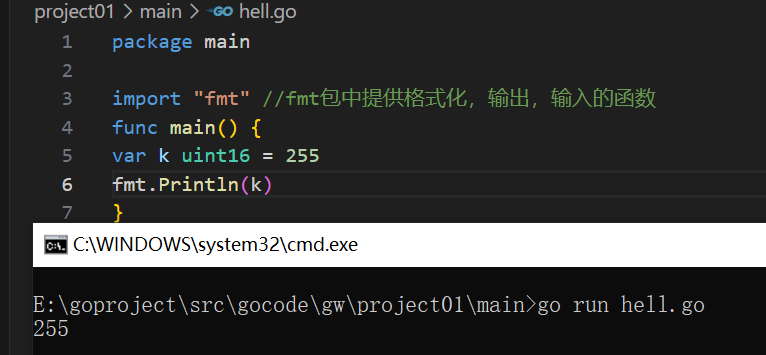 project01 > main > GO hell.go
1 package main
2
3 import "fmt" //fmt包中提供格式化，输出，输入的函数
4 func main() {
5 var k uint16 = 255
6 fmt.Println(k)
7 }
C:\WINDOWS\system32\cmd.exe
E:\goproject\src\gocode\gw\project01\main>go run hell.go
255